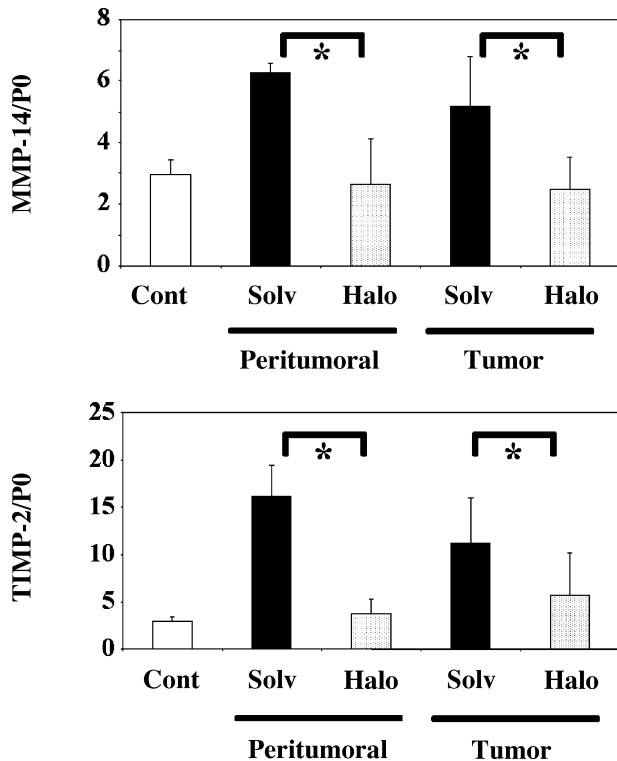 MMP-14/P0
8
6
4
2
0
*
*
Cont Solv Halo Solv Halo
Peritumoral Tumor
TIMP-2/P0
25
20
15
10
5
0
*
*
Cont Solv Halo Solv Halo
Peritumoral Tumor